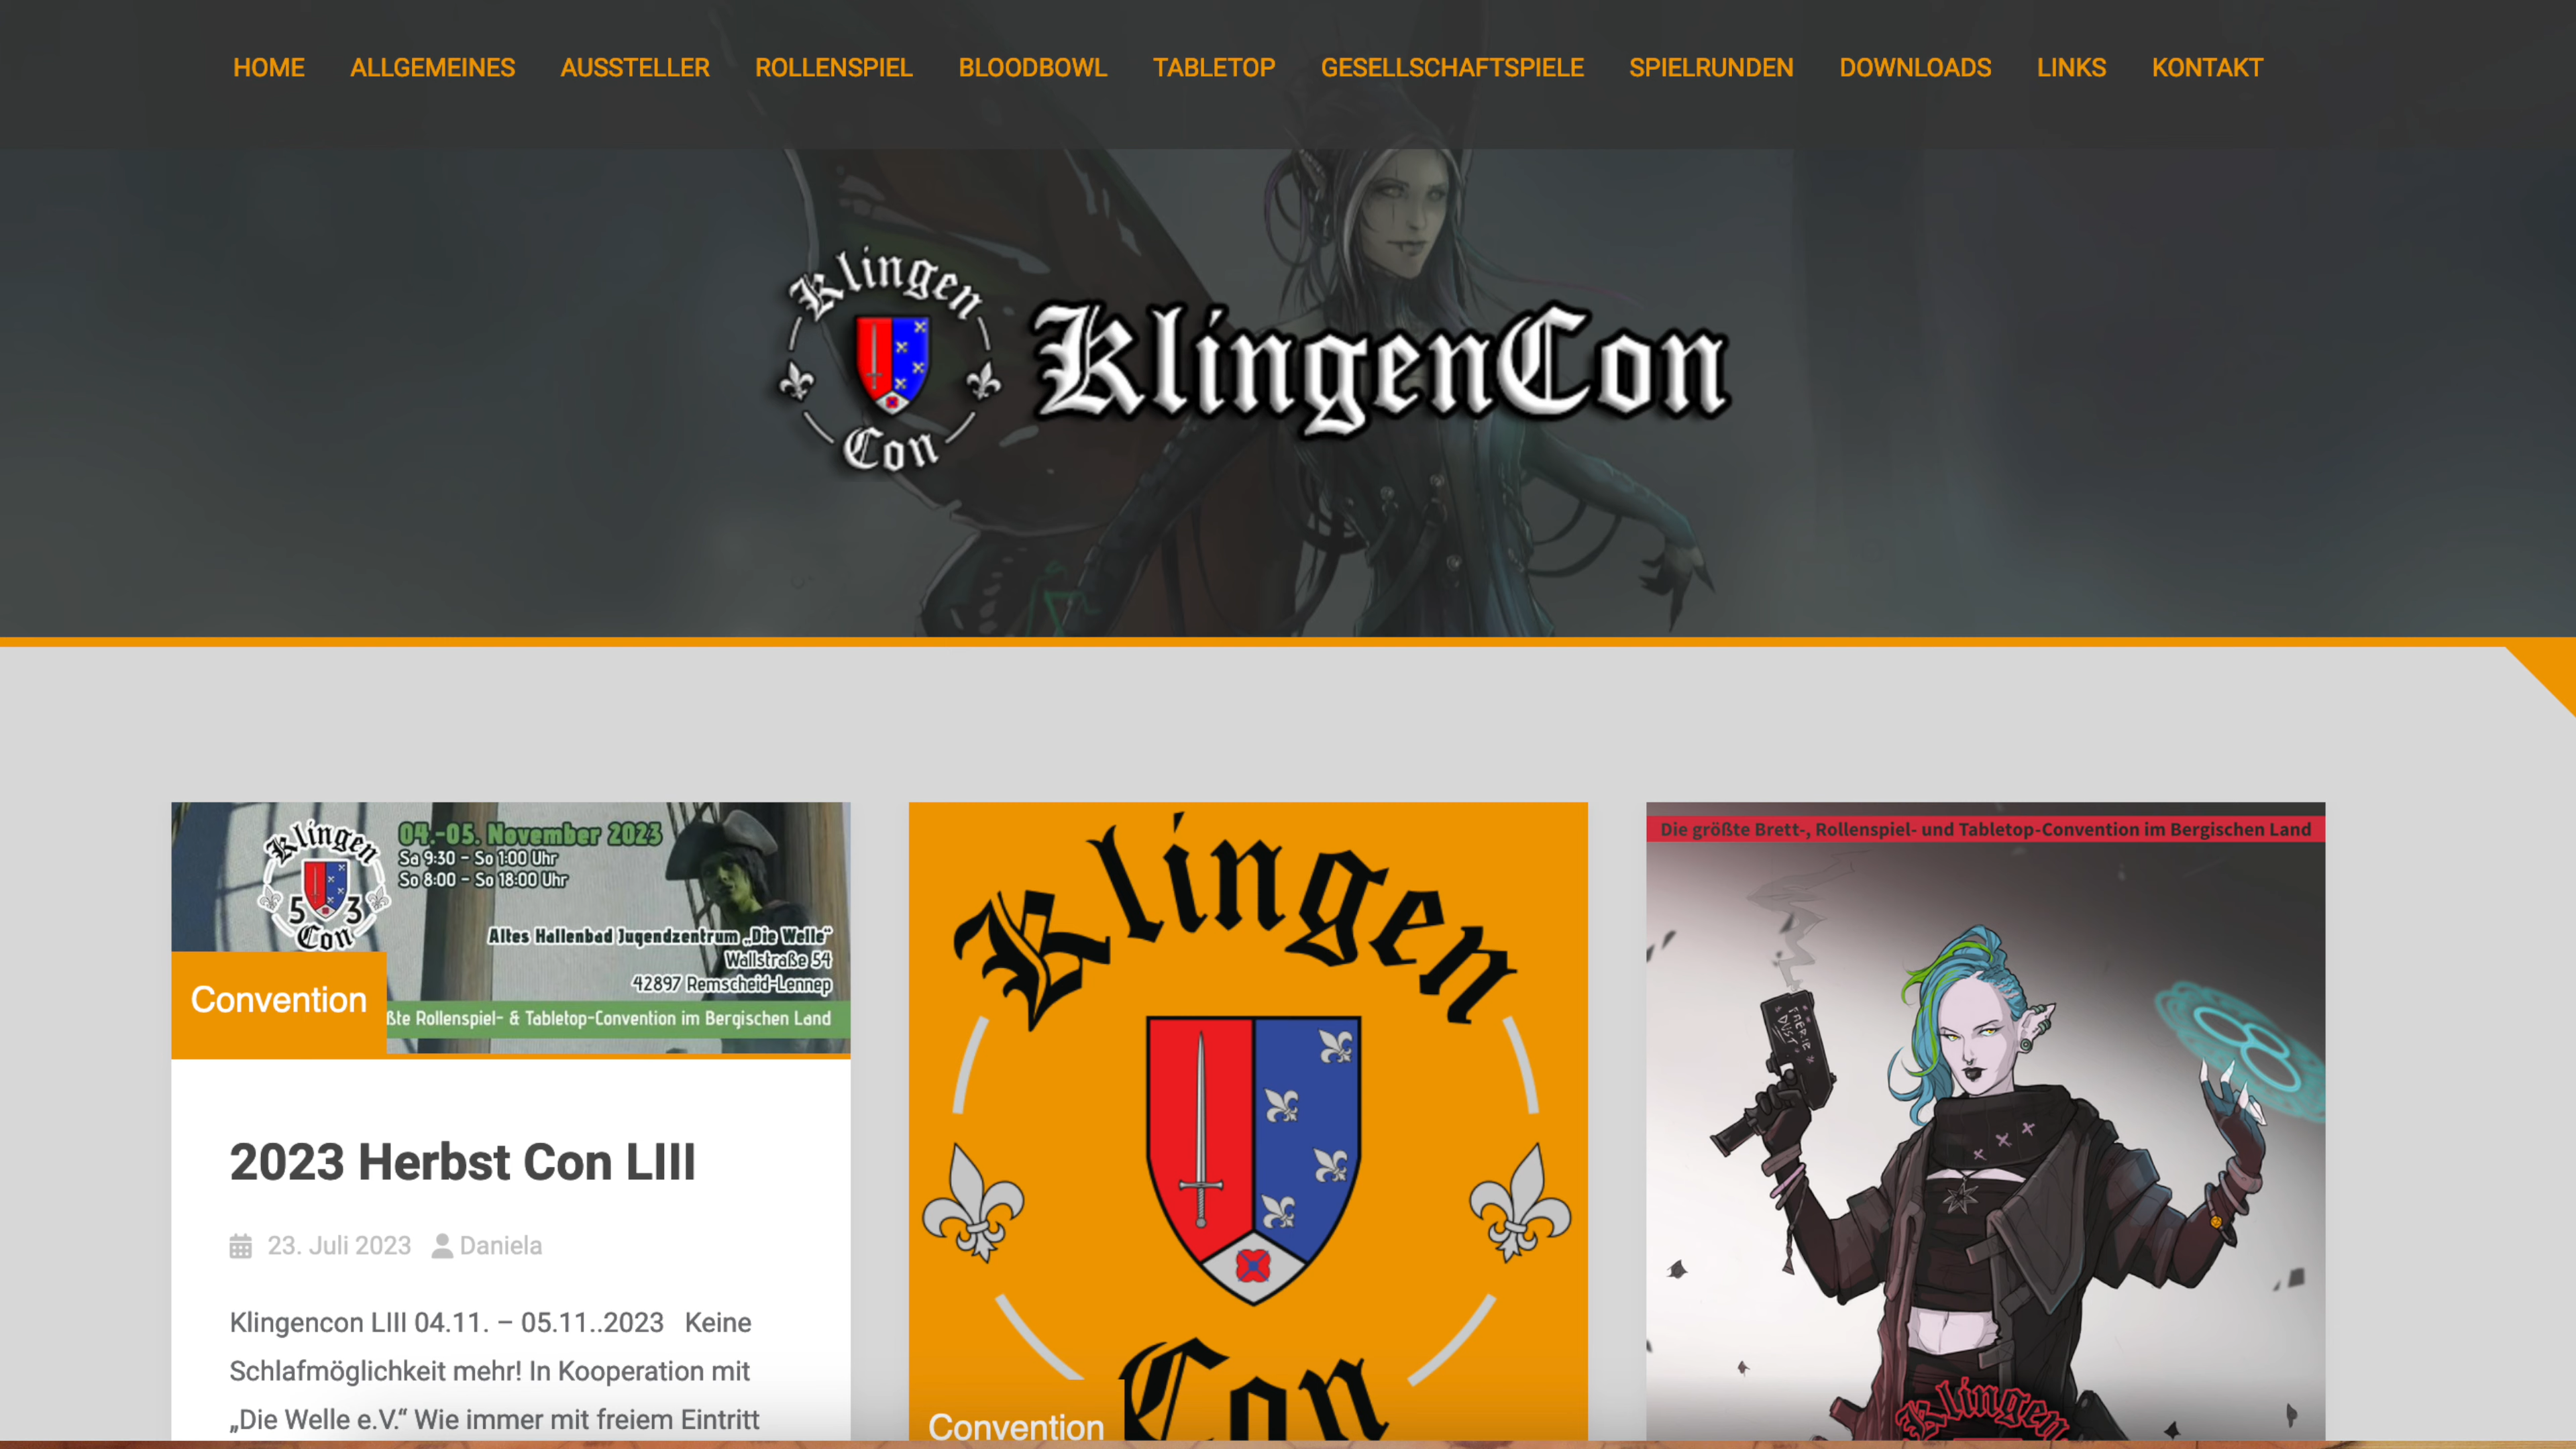 HOME ALLGEMEINES AUSSTELLER ROLLENSPIEL BLOODBOWL TABLETOP GESELLSCHAFTSPIELE SPIELRUNDEN DOWNLOADS LINKS KONTAKT
Klingen
Con
KlingenCon
Klingen
53
Con
04.-05. November 2023
Sa 9:30 - So 1:00 Uhr
So 8:00 - So 18:00 Uhr
Altes Hallenbad Jugendzentrum „Die Welle“
Wallstraße 54
42897 Remscheid-Lennep
Rollenspiel- & Tabletop-Convention im Bergischen Land
Convention
2023 Herbst Con LIII
23. Juli 2023 Daniela
Klingencon LIII 04.11. – 05.11..2023 Keine
Schlafmöglichkeit mehr! In Kooperation mit
„Die Welle e.V.“ Wie immer mit freiem Eintritt
Klingen
Con
Convention
Die größte Brett-, Rollenspiel- und Tabletop-Convention im Bergischen Land
Klingen